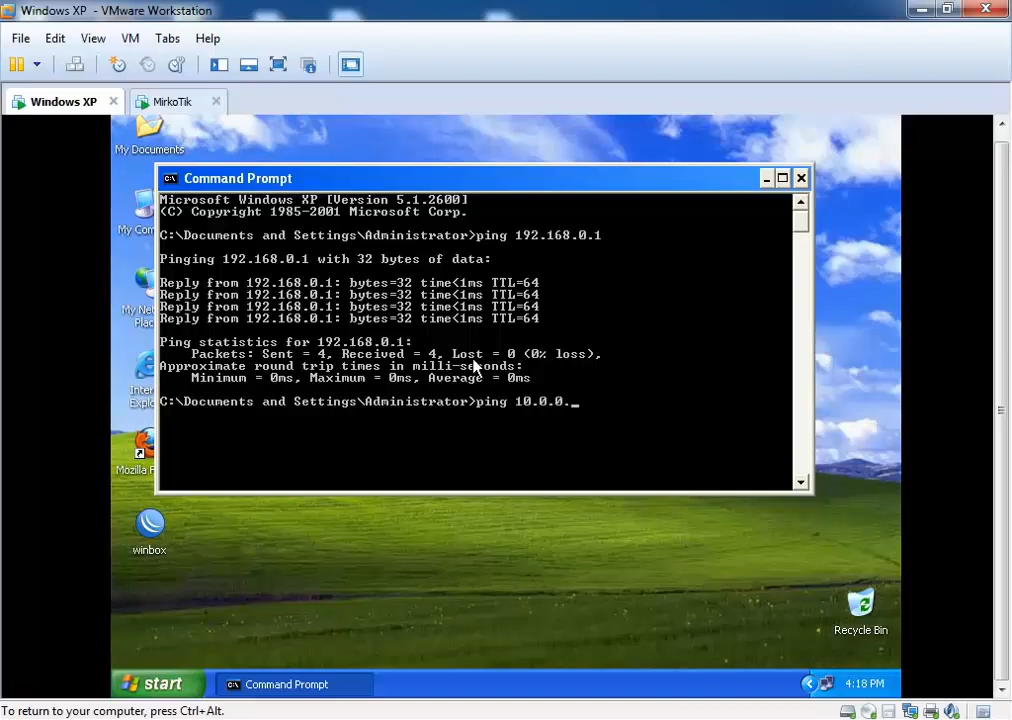 Windows XP - VMware Workstation
File Edit View VM Tabs Help
Windows XP
MirkoTik
My Documents
Command Prompt
Microsoft Windows XP [Version 5.1.2600]
(C) Copyright 1985-2001 Microsoft Corp.
C:\Documents and Settings\Administrator>ping 192.168.0.1
Pinging 192.168.0.1 with 32 bytes of data:
Reply from 192.168.0.1: bytes=32 time<1ms TTL=64
Reply from 192.168.0.1: bytes=32 time<1ms TTL=64
Reply from 192.168.0.1: bytes=32 time<1ms TTL=64
Reply from 192.168.0.1: bytes=32 time<1ms TTL=64
Ping statistics for 192.168.0.1:
Packets: Sent = 4, Received = 4, Lost = 0 (0% loss),
Approximate round trip times in milli-seconds:
Minimum = 0ms, Maximum = 0ms, Average = 0ms
C:\Documents and Settings\Administrator>ping 10.0.0._
My Com
My Ne
Plac
Inter
Explo
Mozilla F
winbox
Recycle Bin
start
Command Prompt
4:18 PM
To return to your computer, press Ctrl+Alt.